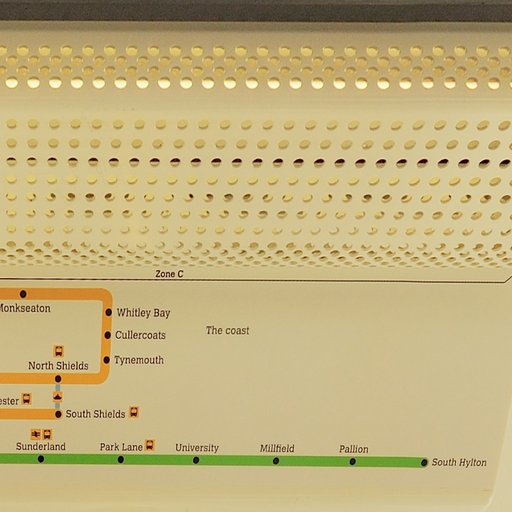 Zone C
Monkseaton
Whitley Bay
Cullercoats
The coast
Tynemouth
North Shields
ester
South Shields
Sunderland
Park Lane
University
Millfield
Pallion
South Hylton